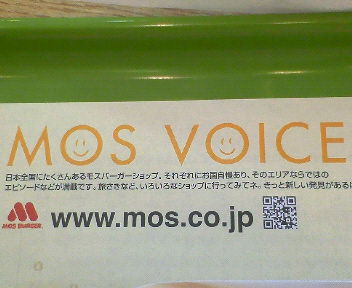 MOS VOICE
日本全国にたくさんあるモスバーガーショップ。それぞれにお国自慢あり、そのエリアならではの
エピソードなどが満載です。旅さきなど、いろいろなショップに行ってみてネ。きっと新しい発見がある
MOS BURGER
www.mos.co.jp